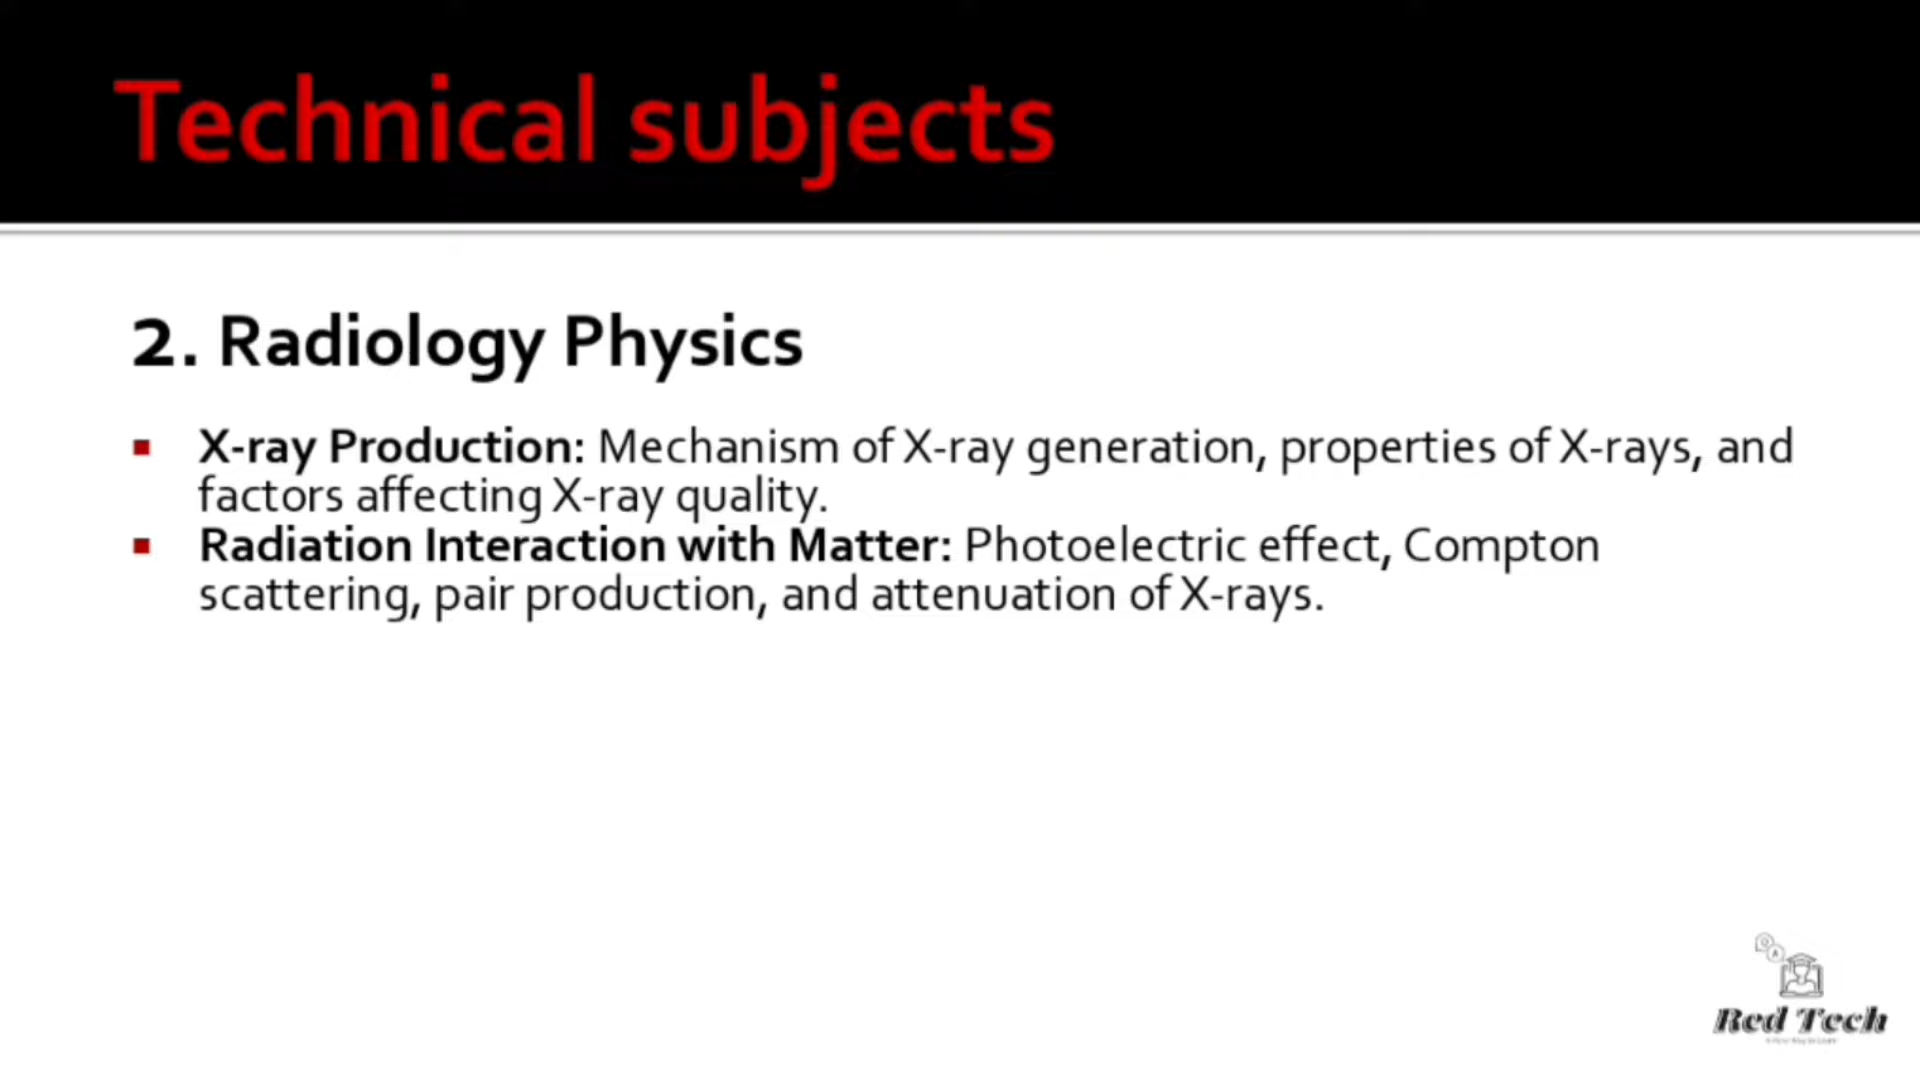 Technical subjects
2. Radiology Physics
X-ray Production: Mechanism of X-ray generation, properties of X-rays, and
factors affecting X-ray quality.
Radiation Interaction with Matter: Photoelectric effect, Compton
scattering, pair production, and attenuation of X-rays.
Q
A
Red Tech